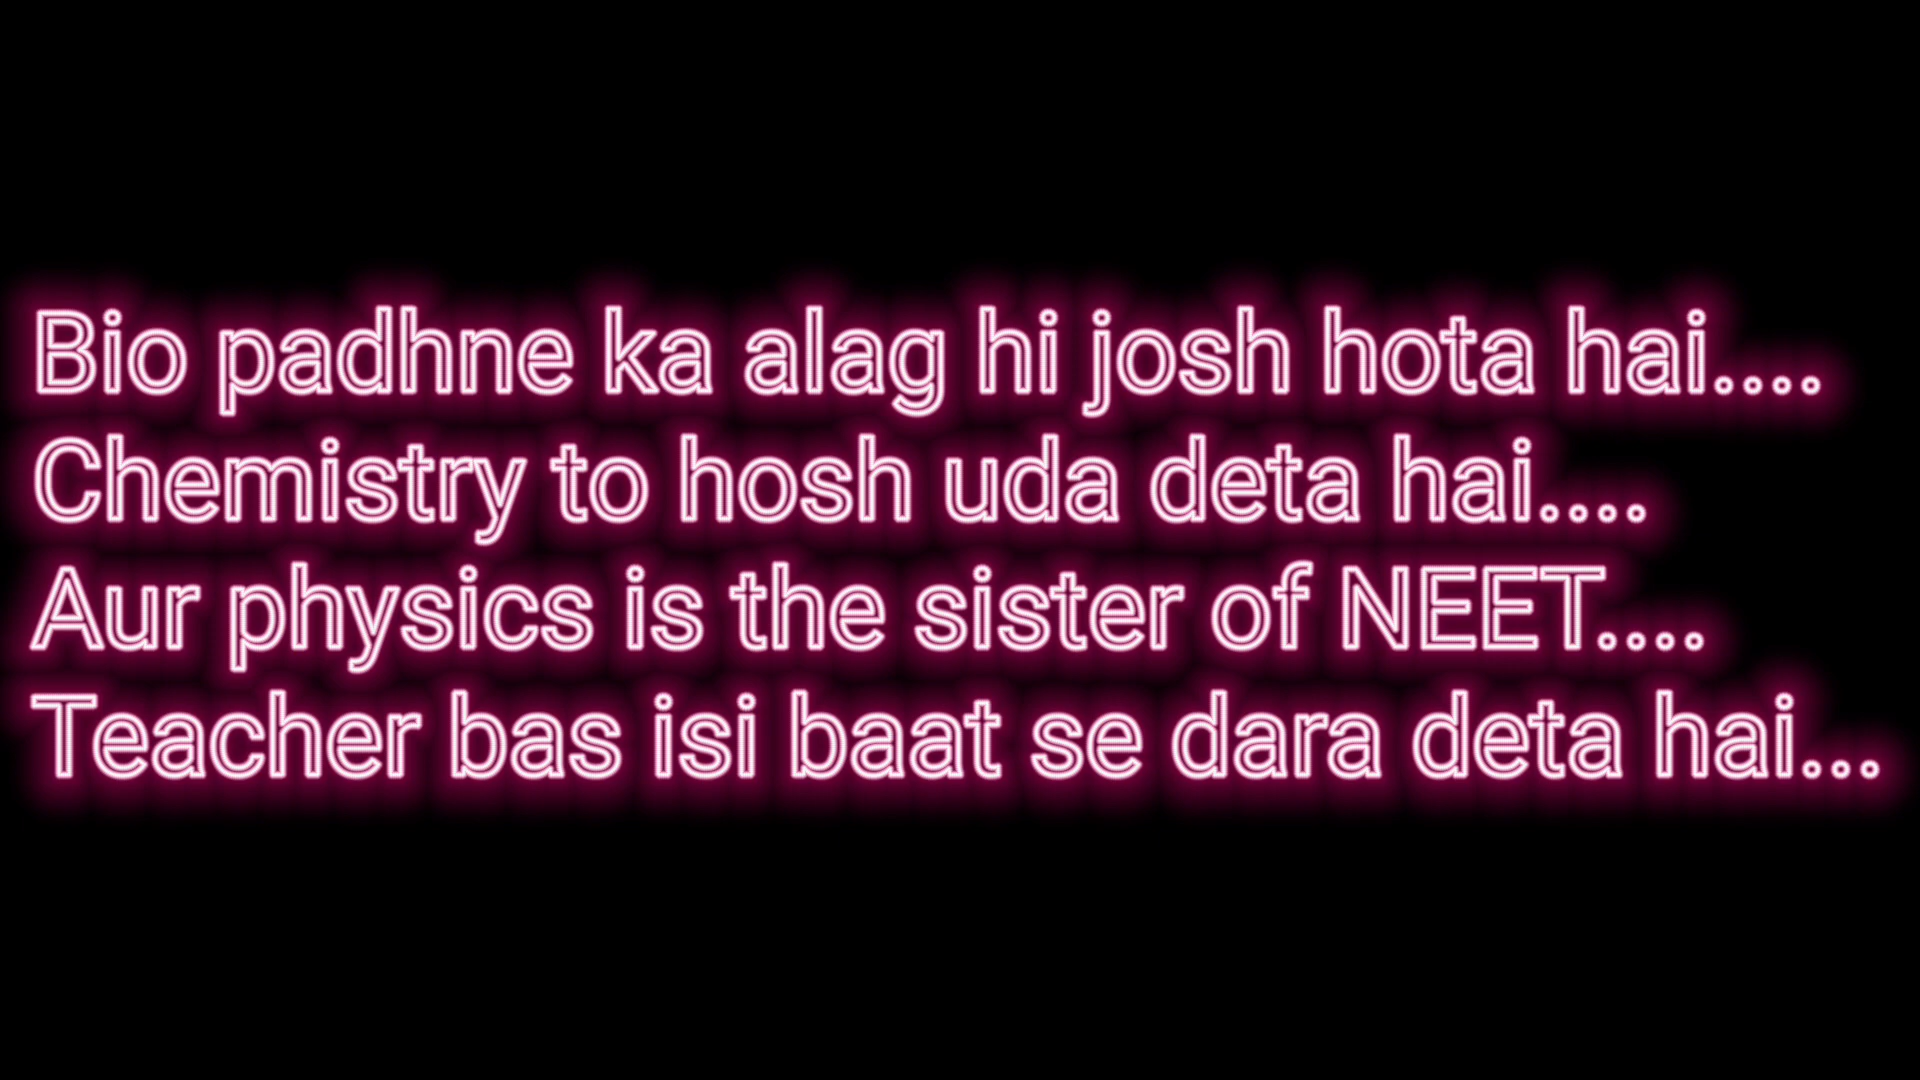 Bio padhne ka alag hi josh hota hai....
Chemistry to hosh uda deta hai....
Aur physics is the sister of NEET....
Teacher bas isi baat se dara deta hai...